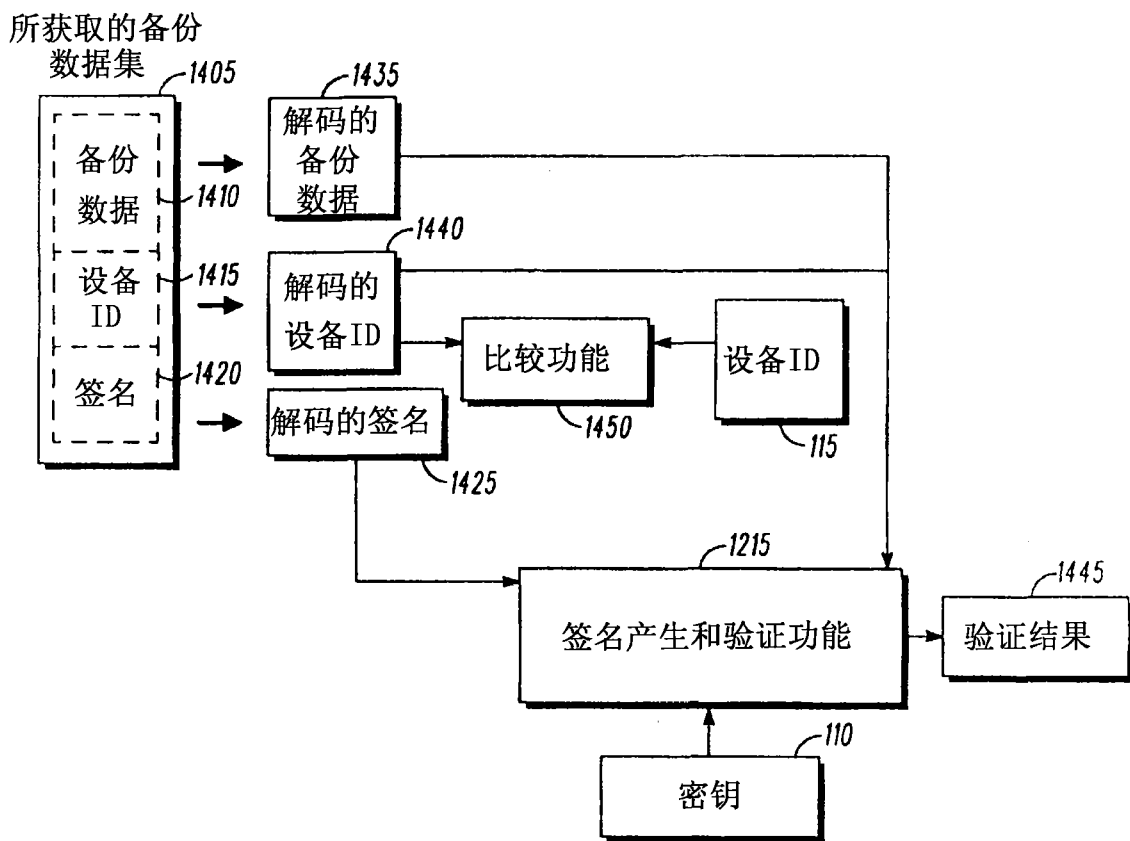 所获取的备份
数据集
1405
备份
数据
1410
设备
ID
1415
签名
1420
1435
解码的
备份
数据
1440
解码的
设备ID
解码的签名
1425
比较功能
1450
设备ID
115
1215
签名产生和验证功能
1445
验证结果
110
密钥